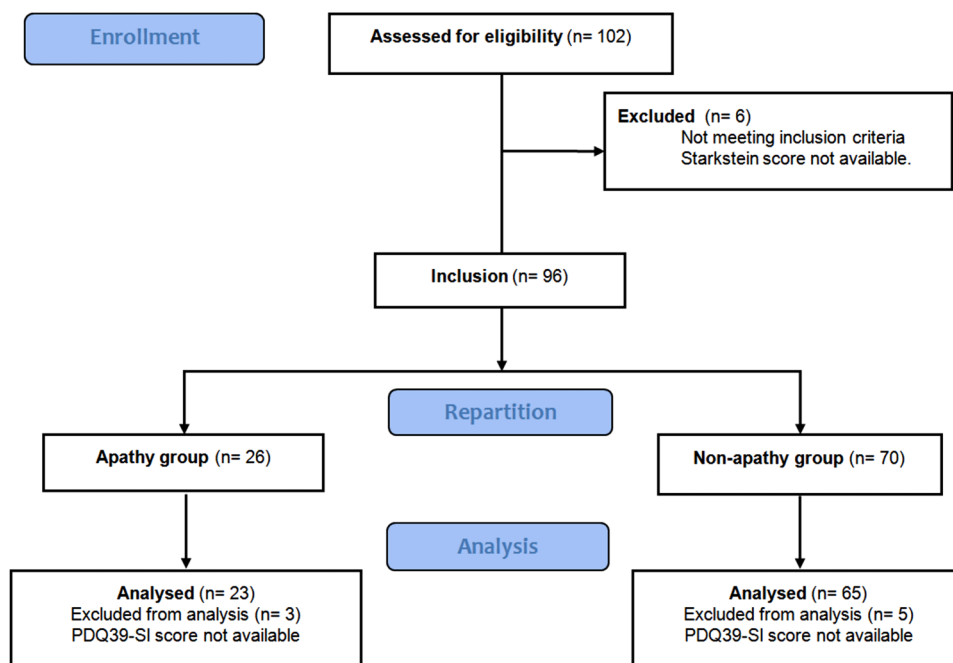 Enrollment
Assessed for eligibility (n= 102)
Excluded (n= 6)
Not meeting inclusion criteria
Starkstein score not available.
Inclusion (n= 96)
Repartition
Apathy group (n= 26)
Non-apathy group (n= 70)
Analysis
Analysed (n= 23)
Excluded from analysis (n= 3)
PDQ39-SI score not available
Analysed (n= 65)
Excluded from analysis (n= 5)
PDQ39-SI score not available